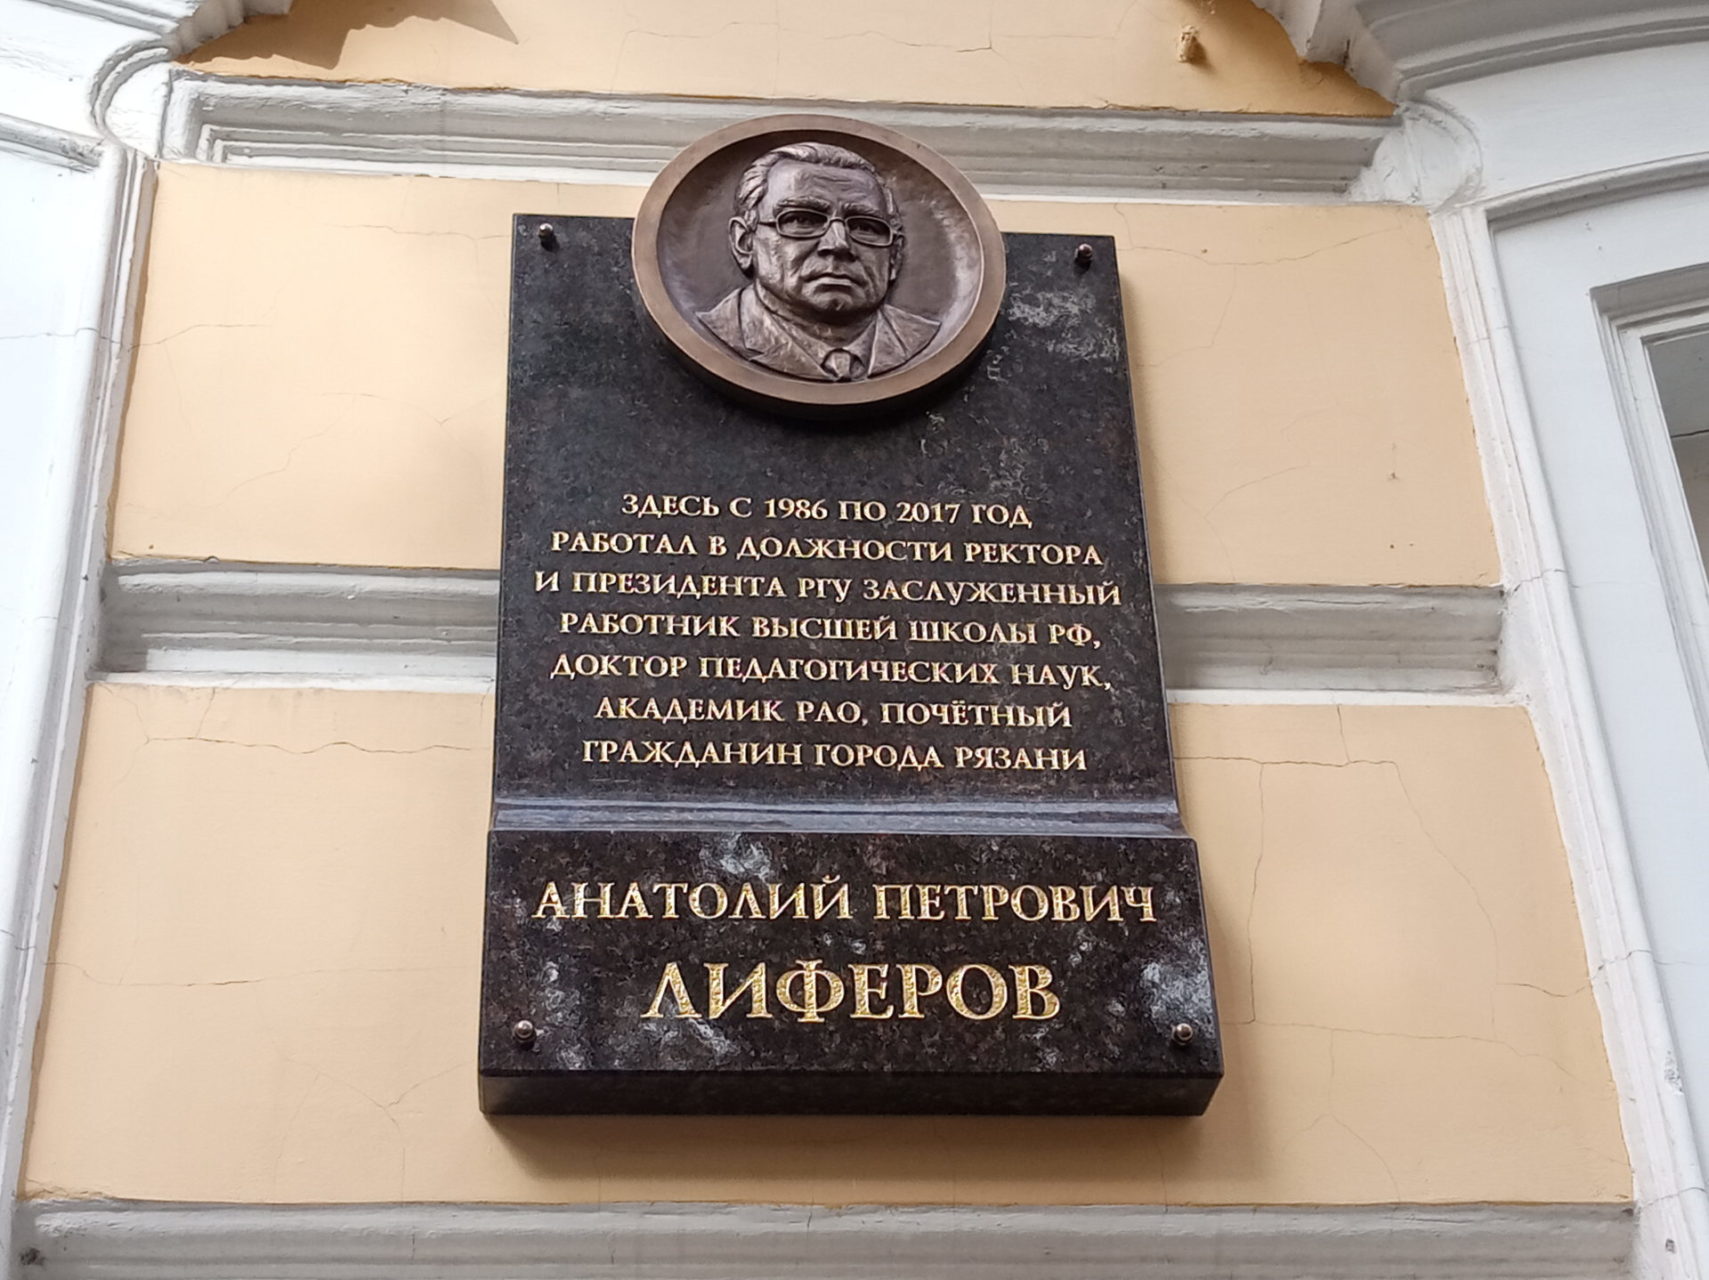 ЗДЕСЬ С 1986 ПО 2017 ГОД
РАБОТАЛ В ДОЛЖНОСТИ РЕКТОРА
И ПРЕЗИДЕНТА РГУ ЗАСЛУЖЕННЫЙ
РАБОТНИК ВЫСШЕЙ ШКОЛЫ РФ,
ДОКТОР ПЕДАГОГИЧЕСКИХ НАУК,
АКАДЕМИК РАО, ПОЧЁТНЫЙ
ГРАЖДАНИН ГОРОДА РЯЗАНИ
АНАТОЛИЙ ПЕТРОВИЧ
ЛИФЕРОВ